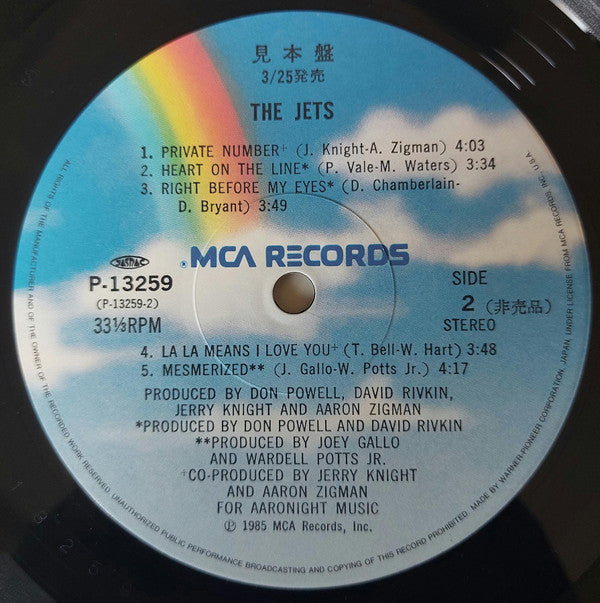 見本盤
3/25発売
THE JETS
1. PRIVATE NUMBER+ (J. Knight-A. Zigman) 4:03
2. HEART ON THE LINE* (P. Vale-M. Waters) 3:34
3. RIGHT BEFORE MY EYES* (D. Chamberlain-
D. Bryant) 3:49
JASRAC
® MCA RECORDS
P-13259
(P-13259-2)
33⅓RPM
SIDE
2 (非売品)
STEREO
4. LA LA MEANS I LOVE YOU+ (T. Bell-W. Hart) 3:48
5. MESMERIZED** (J. Gallo-W. Potts Jr.) 4:17
PRODUCED BY DON POWELL, DAVID RIVKIN,
JERRY KNIGHT AND AARON ZIGMAN
*PRODUCED BY DON POWELL AND DAVID RIVKIN
**PRODUCED BY JOEY GALLO
AND WARDELL POTTS JR.
+CO-PRODUCED BY JERRY KNIGHT
AND AARON ZIGMAN
FOR AARONIGHT MUSIC
℗ 1985 MCA Records, Inc.
ALL RIGHTS OF THE MANUFACTURER AND OF THE OWNER OF THE RECORDED WORK RESERVED. UNAUTHORIZED PUBLIC PERFORMANCE BROADCASTING AND COPYING OF THIS RECORD PROHIBITED. MADE BY WARNER-PIONEER CORPORATION, JAPAN, UNDER LICENSE FROM MCA RECORDS, INC., U.S.A.